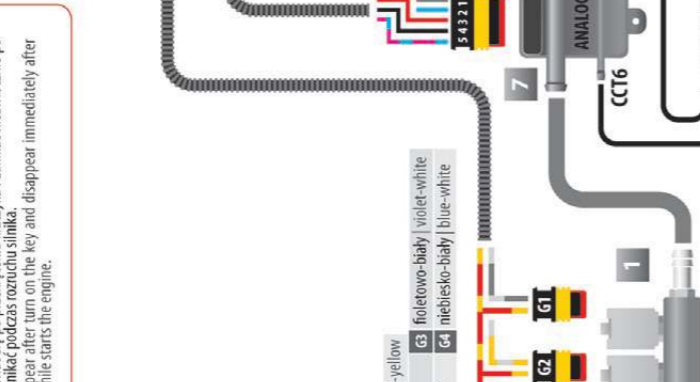 nikać podczas rozruchu silnika.
pear after turn on the key and disappear immediately after
hile starts the engine.
-yellow
G3 fioletowo-biały | violet-white
G4 niebiesko-biały | blue-white
G1
G2
5 4 3 2 1
ANALOG
CCT6
7
1